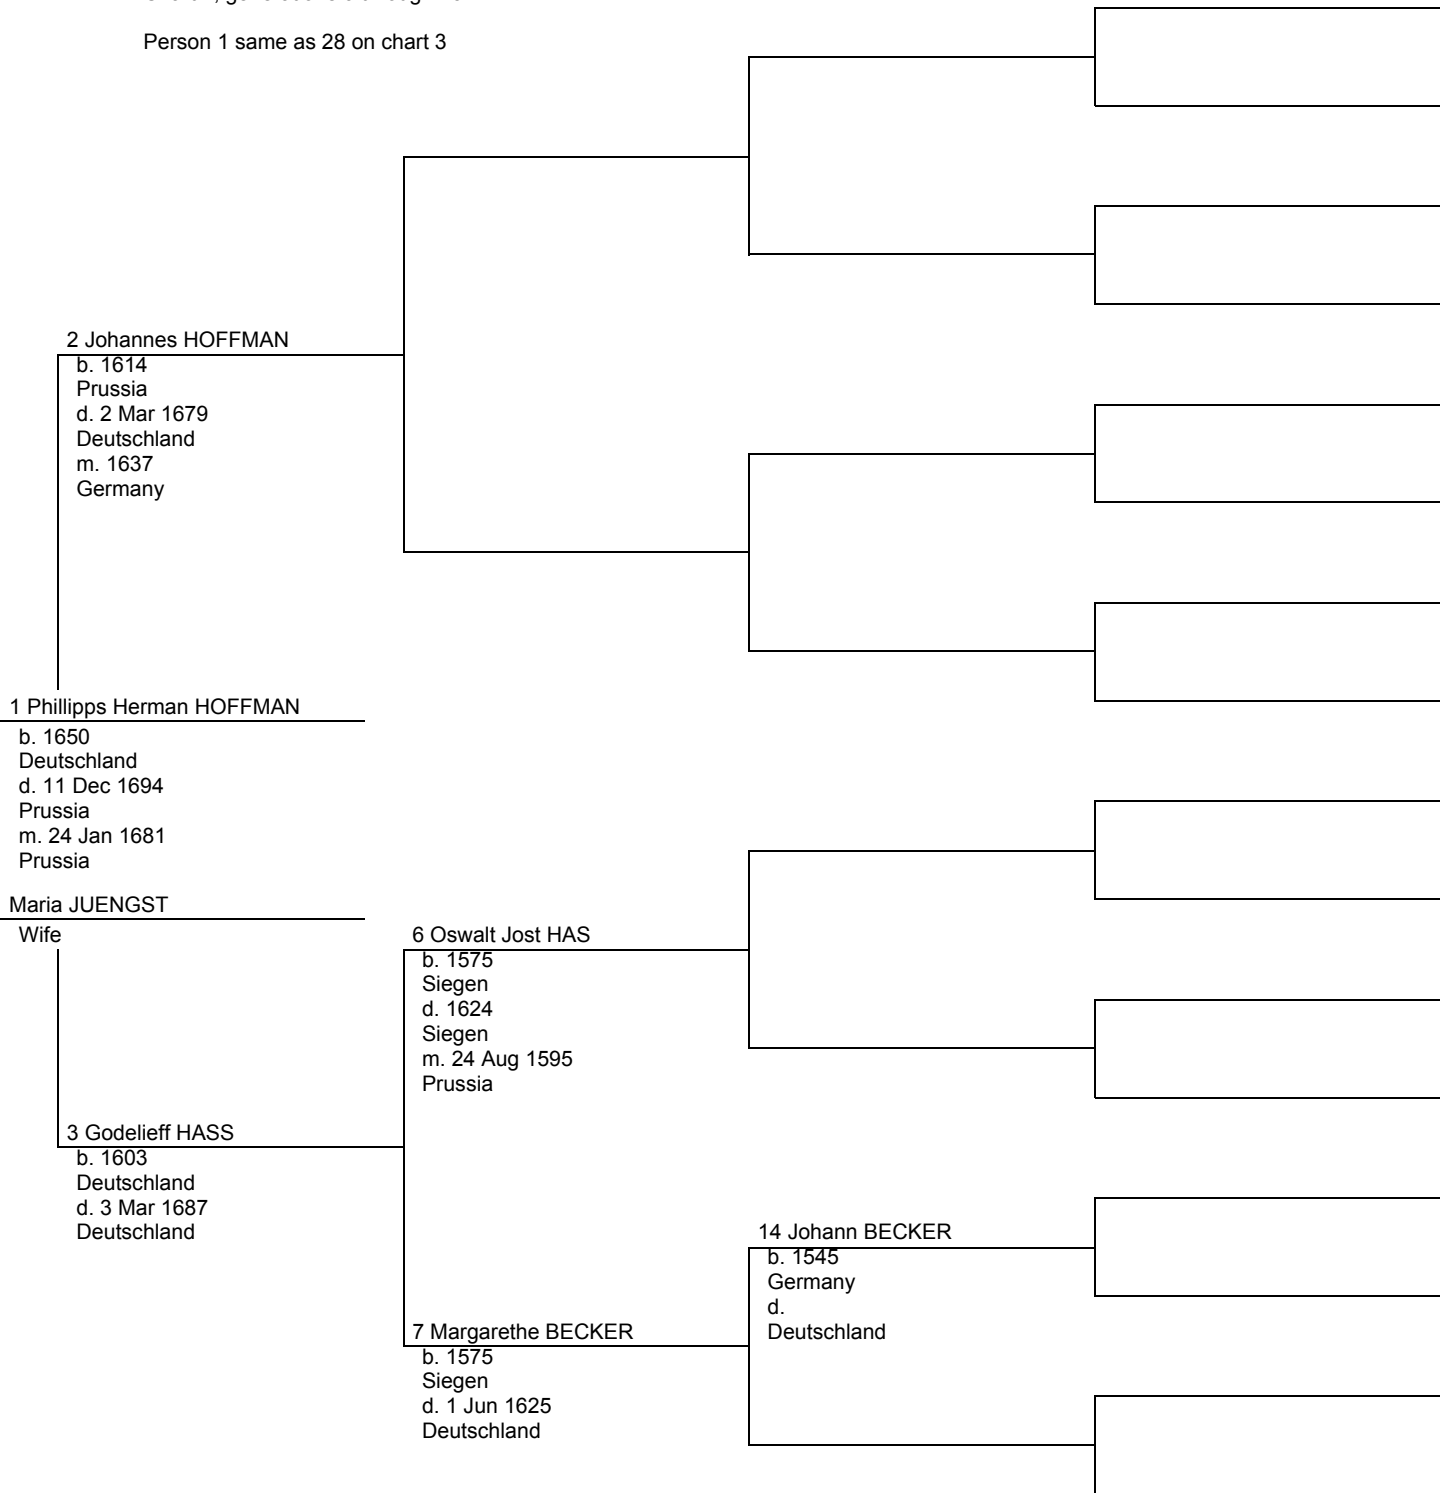 Person 1 same as 28 on chart 3
2 Johannes HOFFMAN
b. 1614
Prussia
d. 2 Mar 1679
Deutschland
m. 1637
Germany
1 Phillipps Herman HOFFMAN
b. 1650
Deutschland
d. 11 Dec 1694
Prussia
m. 24 Jan 1681
Prussia
Maria JUENGST
Wife
6 Oswalt Jost HAS
b. 1575
Siegen
d. 1624
Siegen
m. 24 Aug 1595
Prussia
3 Godelieff HASS
b. 1603
Deutschland
d. 3 Mar 1687
Deutschland
14 Johann BECKER
b. 1545
Germany
d.
Deutschland
7 Margarethe BECKER
b. 1575
Siegen
d. 1 Jun 1625
Deutschland